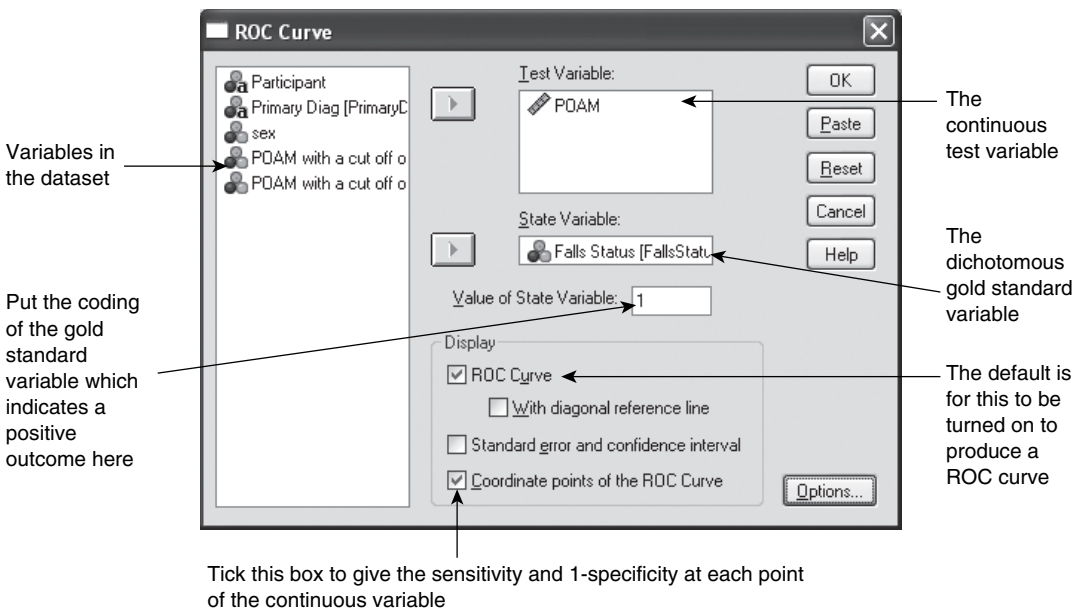 ROC Curve
Participant
Primary Diag [PrimaryD
sex
POAM with a cut off o
POAM with a cut off o
Test Variable:
POAM
State Variable:
Falls Status [FallsStatu
Value of State Variable:
1
Display
ROC Curve
With diagonal reference line
Standard error and confidence interval
Coordinate points of the ROC Curve
OK
Paste
Reset
Cancel
Help
Options...
Variables in
the dataset
Put the coding
of the gold
standard
variable which
indicates a
positive
outcome here
The
continuous
test variable
The
dichotomous
gold standard
variable
The default is
for this to be
turned on to
produce a
ROC curve
Tick this box to give the sensitivity and 1-specificity at each point
of the continuous variable